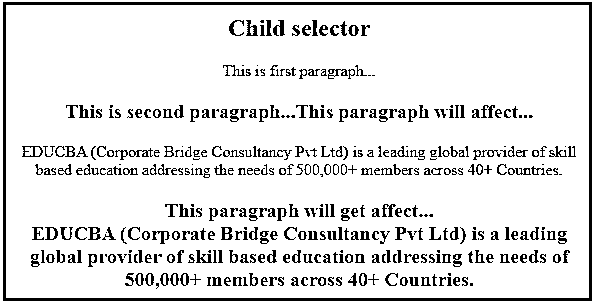 Child selector
This is first paragraph...
This is second paragraph...This paragraph will affect...
EDUCBA (Corporate Bridge Consultancy Pvt Ltd) is a leading global provider of skill
based education addressing the needs of 500,000+ members across 40+ Countries.
This paragraph will get affect...
EDUCBA (Corporate Bridge Consultancy Pvt Ltd) is a leading
global provider of skill based education addressing the needs of
500,000+ members across 40+ Countries.